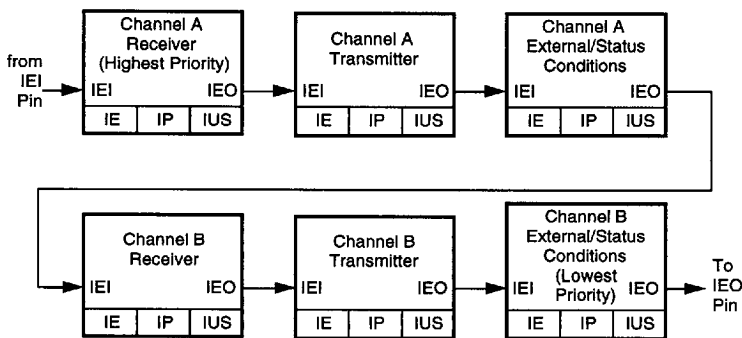 from
IEI
Pin
Channel A
Receiver
(Highest Priority)
IEI IEO
IE IP IUS
Channel A
Transmitter
IEI IEO
IE IP IUS
Channel A
External/Status
Conditions
IEI IEO
IE IP IUS
Channel B
Receiver
IEI IEO
IE IP IUS
Channel B
Transmitter
IEI IEO
IE IP IUS
Channel B
External/Status
Conditions
(Lowest
IEI Priority) IEO
IE IP IUS
To
IEO
Pin